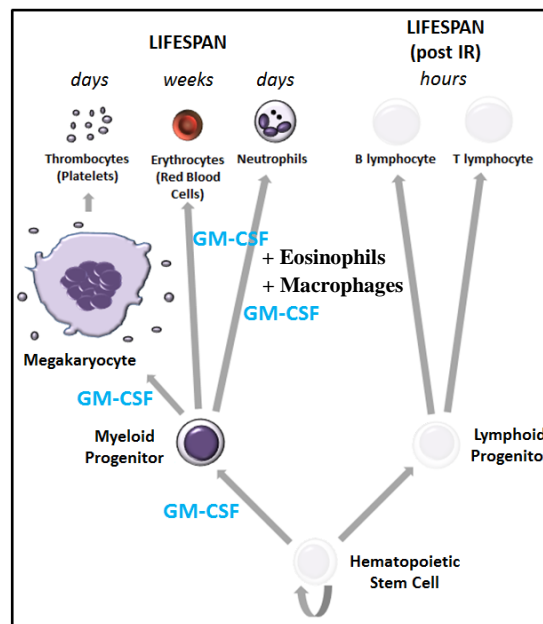 LIFESPAN
LIFESPAN
(post IR)
days
weeks
days
hours
Thrombocytes
(Platelets)
Erythrocytes
(Red Blood
Cells)
Neutrophils
B lymphocyte
T lymphocyte
GM-CSF
+ Eosinophils
+ Macrophages
GM-CSF
Megakaryocyte
GM-CSF
Myeloid
Progenitor
Lymphoid
Progenitor
GM-CSF
Hematopoietic
Stem Cell